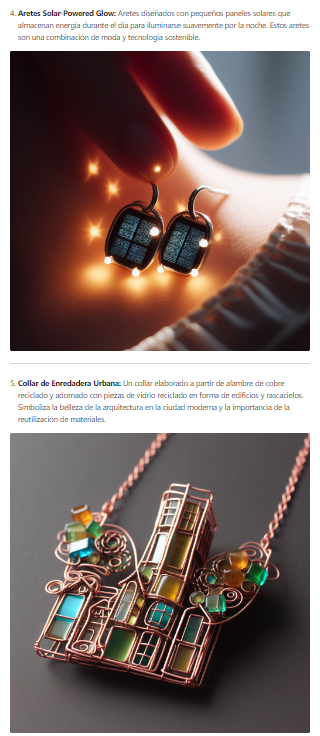 4. Aretes Solar-Powered Glow: Aretes diseñados con pequeños paneles solares que
almacenan energía durante el día para iluminarse suavemente por la noche. Estos aretes
son una combinación de moda y tecnología sostenible.
5. Collar de Enredadera Urbana: Un collar elaborado a partir de alambre de cobre
reciclado y adornado con piezas de vidrio reciclado en forma de edificios y rascacielos.
Simboliza la belleza de la arquitectura en la ciudad moderna y la importancia de la
reutilización de materiales.